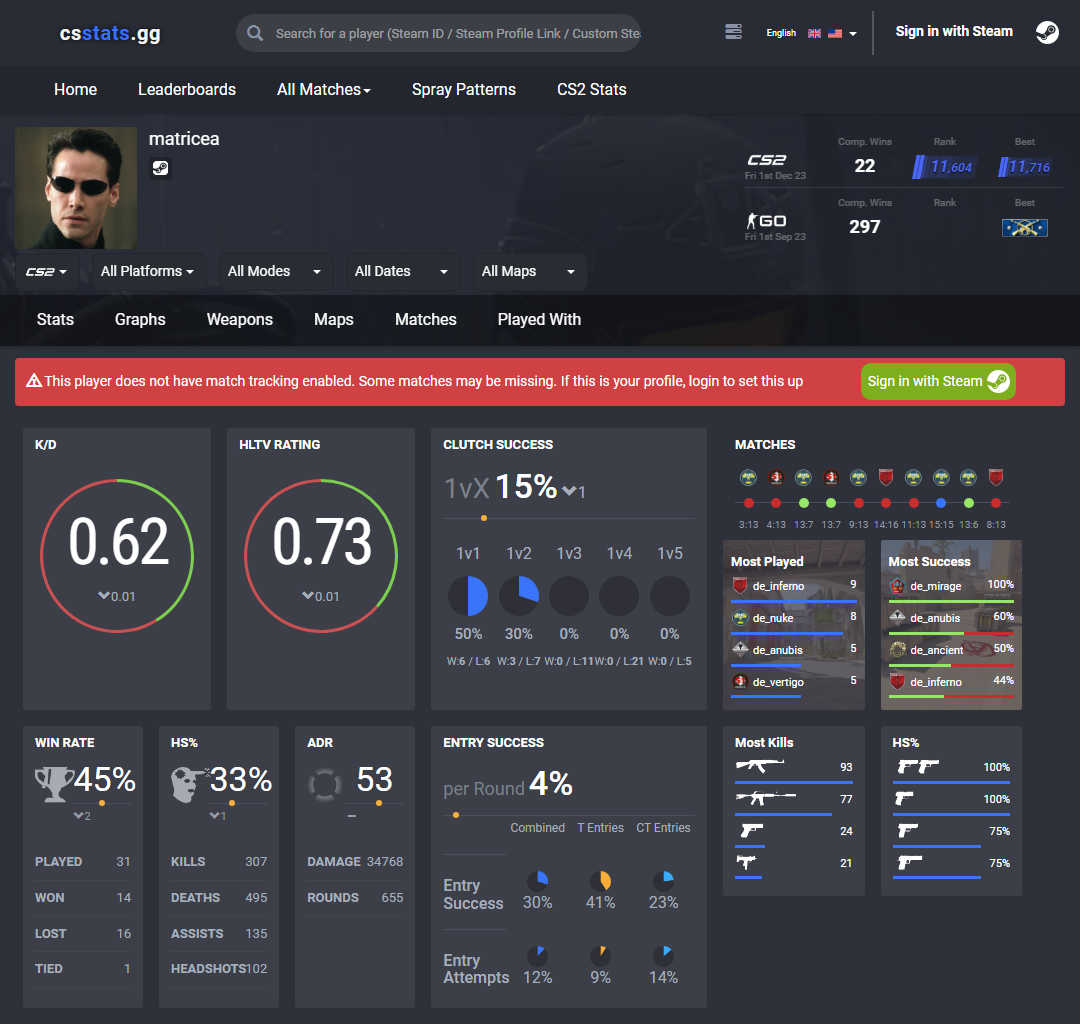 csstats.gg
Search for a player (Steam ID / Steam Profile Link / Custom Ste
English
Sign in with Steam
Home
Leaderboards
All Matches
Spray Patterns
CS2 Stats
matricea
Comp. Wins
Rank
Best
CS2
Fri 1st Dec 23
22
11,604
11,716
Comp. Wins
Rank
Best
GO
Fri 1st Sep 23
297
CS2
All Platforms
All Modes
All Dates
All Maps
Stats
Graphs
Weapons
Maps
Matches
Played With
This player does not have match tracking enabled. Some matches may be missing. If this is your profile, login to set this up
Sign in with Steam
K/D
0.62
0.01
HLTV RATING
0.73
0.01
CLUTCH SUCCESS
1vX 15% 1
1v1 1v2 1v3 1v4 1v5
50% 30% 0% 0% 0%
W:6 / L:6 W:3 / L:7 W:0 / L:11 W:0 / L:21 W:0 / L:5
MATCHES
3:13 4:13 13:7 13:7 9:13 14:16 11:13 15:15 13:6 8:13
Most Played
de_inferno 9
de_nuke 8
de_anubis 5
de_vertigo 5
Most Success
de_mirage 100%
de_anubis 60%
de_ancient 50%
de_inferno 44%
WIN RATE
45%
2
PLAYED 31
WON 14
LOST 16
TIED 1
HS%
33%
1
KILLS 307
DEATHS 495
ASSISTS 135
HEADSHOTS 102
ADR
53
DAMAGE 34768
ROUNDS 655
ENTRY SUCCESS
per Round 4%
Combined T Entries CT Entries
Entry
Success 30% 41% 23%
Entry
Attempts 12% 9% 14%
Most Kills
93
77
24
21
HS%
100%
100%
75%
75%